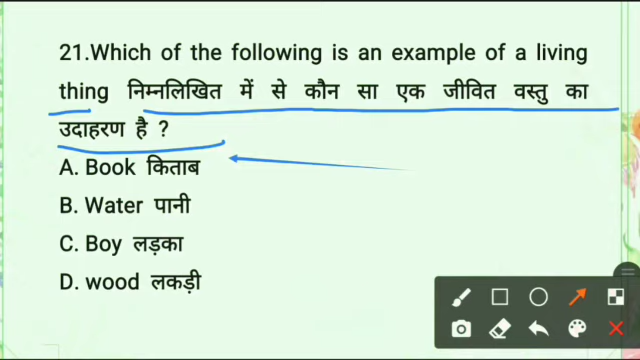 21.Which of the following is an example of a living
thing निम्नलिखित में से कौन सा एक जीवित वस्तु का
उदाहरण है ?
A. Book किताब
B. Water पानी
C. Boy लड़का
D. wood लकड़ी